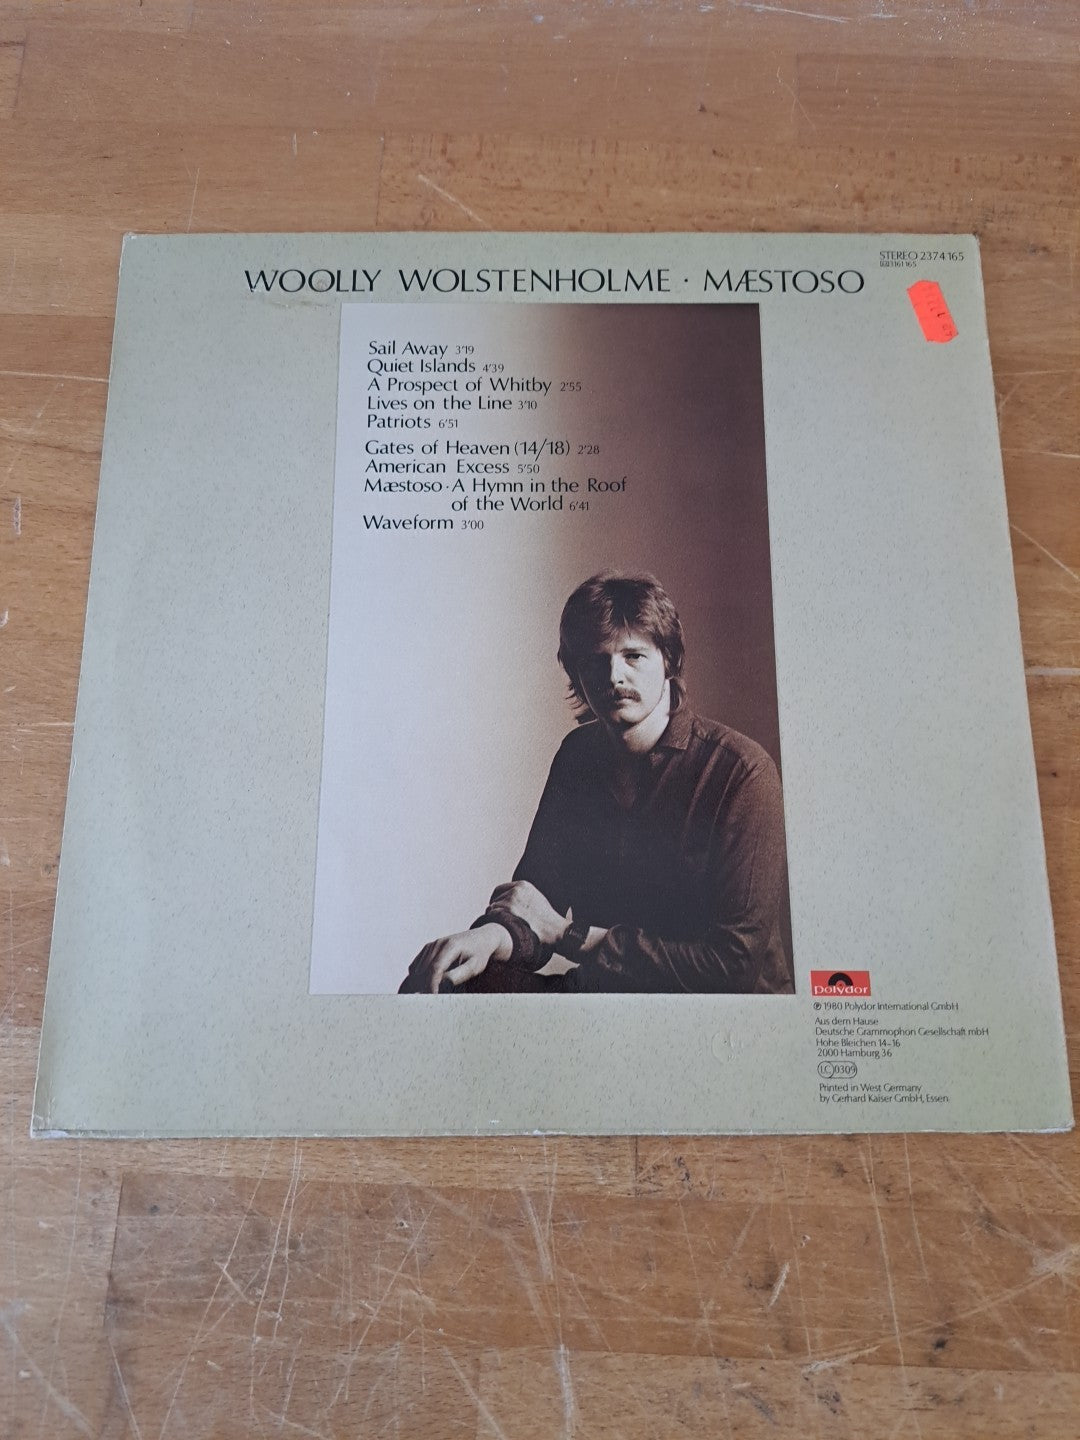 STEREO 2374 165
3161 165
WOOLLY WOLSTENHOLME · MÆSTOSO
Sail Away 3'19
Quiet Islands 4'39
A Prospect of Whitby 2'55
Lives on the Line 3'10
Patriots 6'51
Gates of Heaven (14/18) 2'28
American Excess 5'50
Mæstoso · A Hymn in the Roof
of the World 6'41
Waveform 3'00
polydor
℗ 1980 Polydor International GmbH
Aus dem Hause
Deutsche Grammophon Gesellschaft mbH
Hohe Bleichen 14-16
2000 Hamburg 36
LC 0309
Printed in West Germany
by Gerhard Kaiser GmbH, Essen.